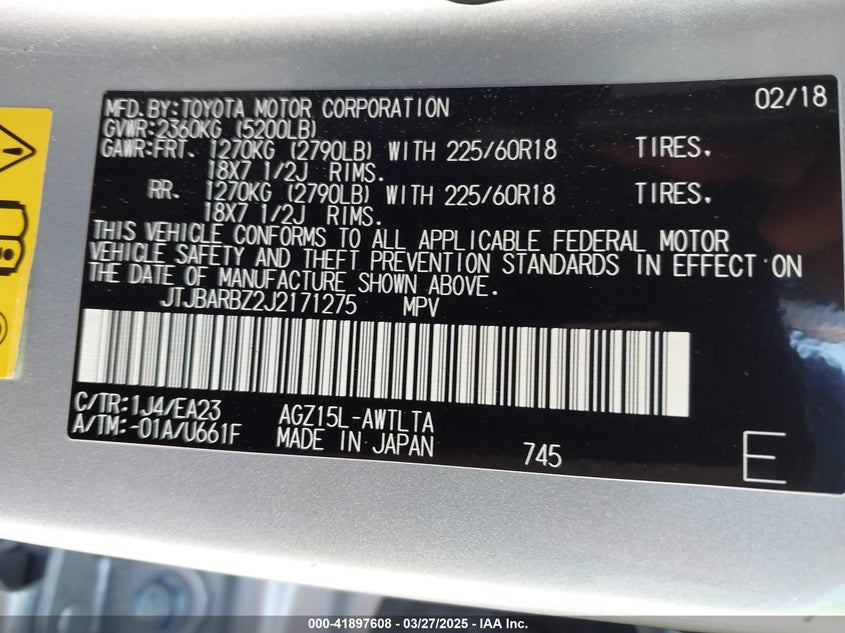 MFD.BY:TOYOTA MOTOR CORPORATION 02/18
GVWR:2360KG (5200LB)
GAWR:FRT. 1270KG (2790LB) WITH 225/60R18 TIRES.
18X7 1/2J RIMS.
RR. 1270KG (2790LB) WITH 225/60R18 TIRES.
18X7 1/2J RIMS.
THIS VEHICLE CONFORMS TO ALL APPLICABLE FEDERAL MOTOR
VEHICLE SAFETY AND THEFT PREVENTION STANDARDS IN EFFECT ON
THE DATE OF MANUFACTURE SHOWN ABOVE.
JTJBARBZ2J2171275 MPV
C/TR:1J4/EA23 AGZ15L-AWTLTA
A/TM:-01A/U661F MADE IN JAPAN 745 E
000-41897608 — 03/27/2025 — IAA Inc.